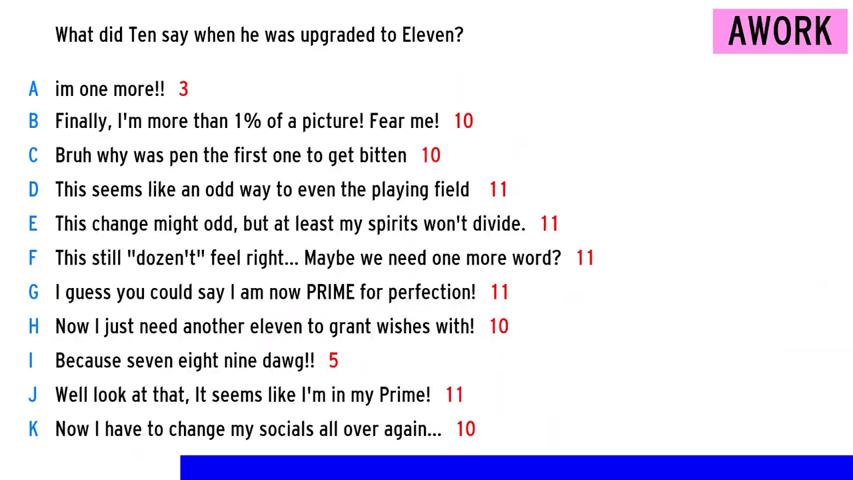 What did Ten say when he was upgraded to Eleven?
AWORK
A im one more!! 3
B Finally, I'm more than 1% of a picture! Fear me! 10
C Bruh why was pen the first one to get bitten 10
D This seems like an odd way to even the playing field 11
E This change might odd, but at least my spirits won't divide. 11
F This still "dozen't" feel right... Maybe we need one more word? 11
G I guess you could say I am now PRIME for perfection! 11
H Now I just need another eleven to grant wishes with! 10
I Because seven eight nine dawg!! 5
J Well look at that, It seems like I'm in my Prime! 11
K Now I have to change my socials all over again... 10